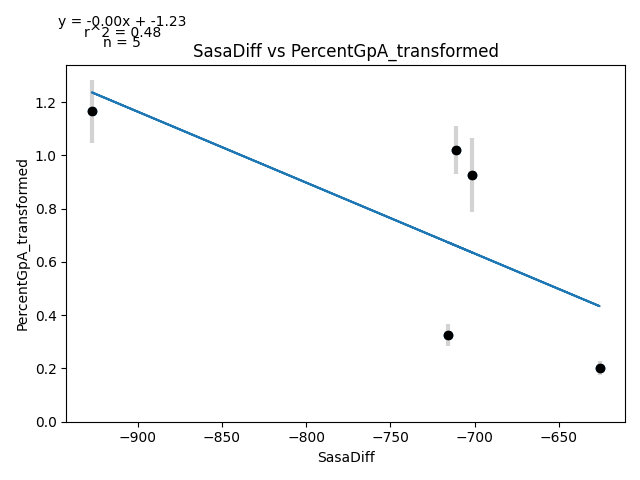 y = -0.00x + -1.23
r^2 = 0.48
n = 5
SasaDiff vs PercentGpA_transformed
PercentGpA_transformed
1.2
1.0
0.8
0.6
0.4
0.2
0.0
−900
−850
−800
−750
−700
−650
SasaDiff